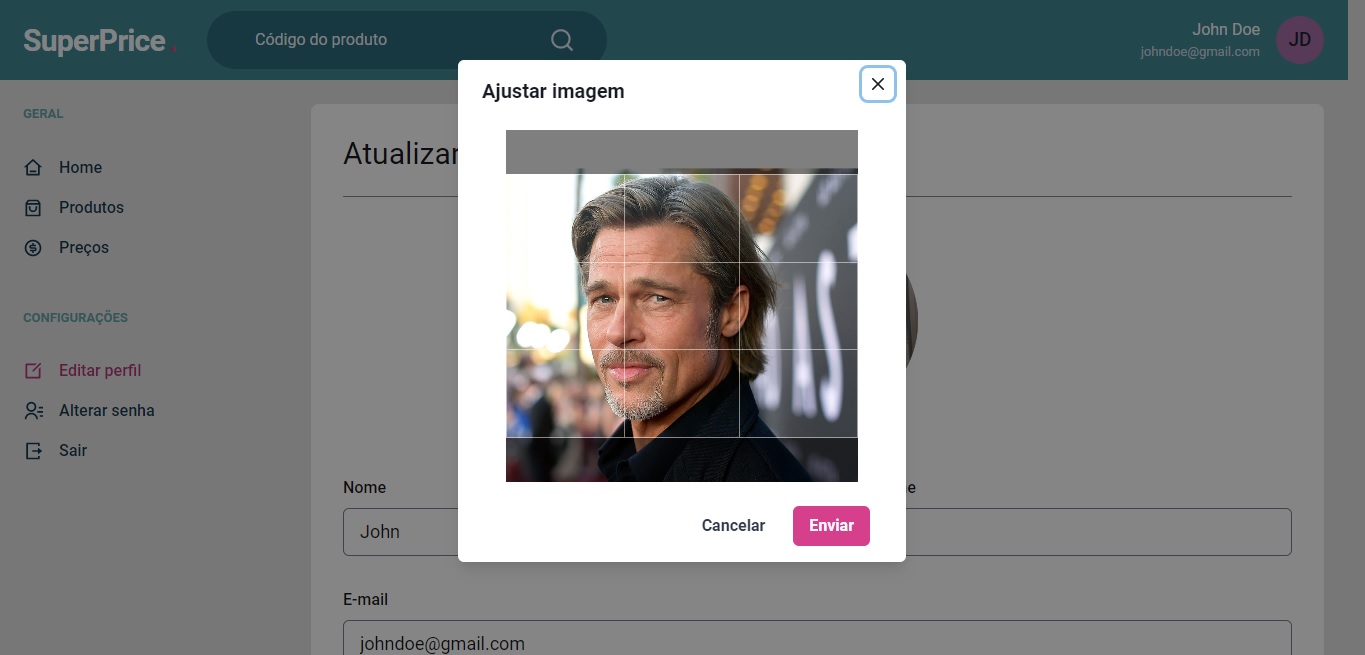 SuperPrice.
Código do produto
John Doe
johndoe@gmail.com
JD
GERAL
Home
Produtos
Preços
CONFIGURAÇÕES
Editar perfil
Alterar senha
Sair
Atualizar
Ajustar imagem
AS
Cancelar
Enviar
Nome
John
E-mail
johndoe@gmail.com